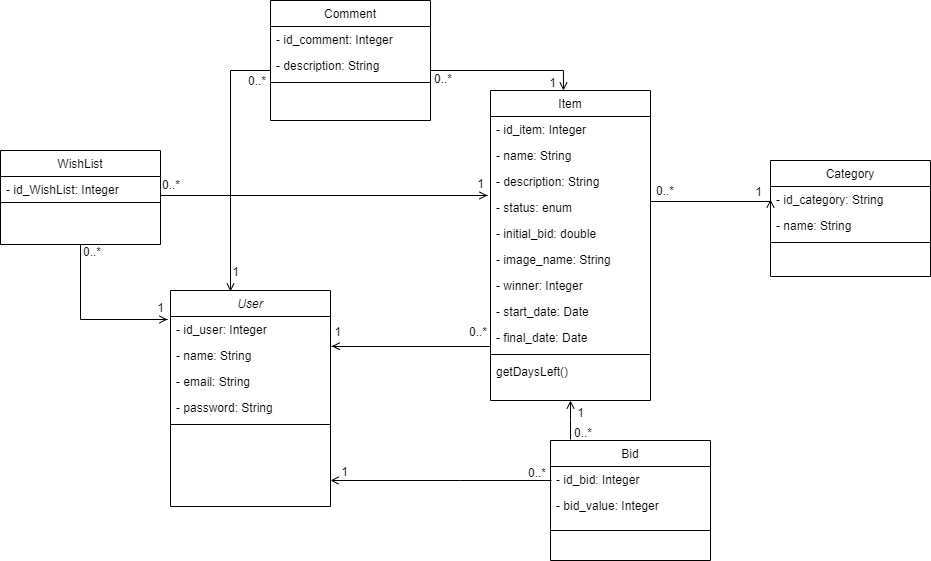 Comment
- id_comment: Integer
- description: String
0..*
0..*
1
Item
- id_item: Integer
- name: String
- description: String
- status: enum
- initial_bid: double
- image_name: String
- winner: Integer
- start_date: Date
- final_date: Date
getDaysLeft()
WishList
- id_WishList: Integer
0..*
1
0..*
1
Category
- id_category: String
- name: String
0..*
1
1
User
- id_user: Integer
- name: String
- email: String
- password: String
1
0..*
1
0..*
1
0..*
Bid
- id_bid: Integer
- bid_value: Integer